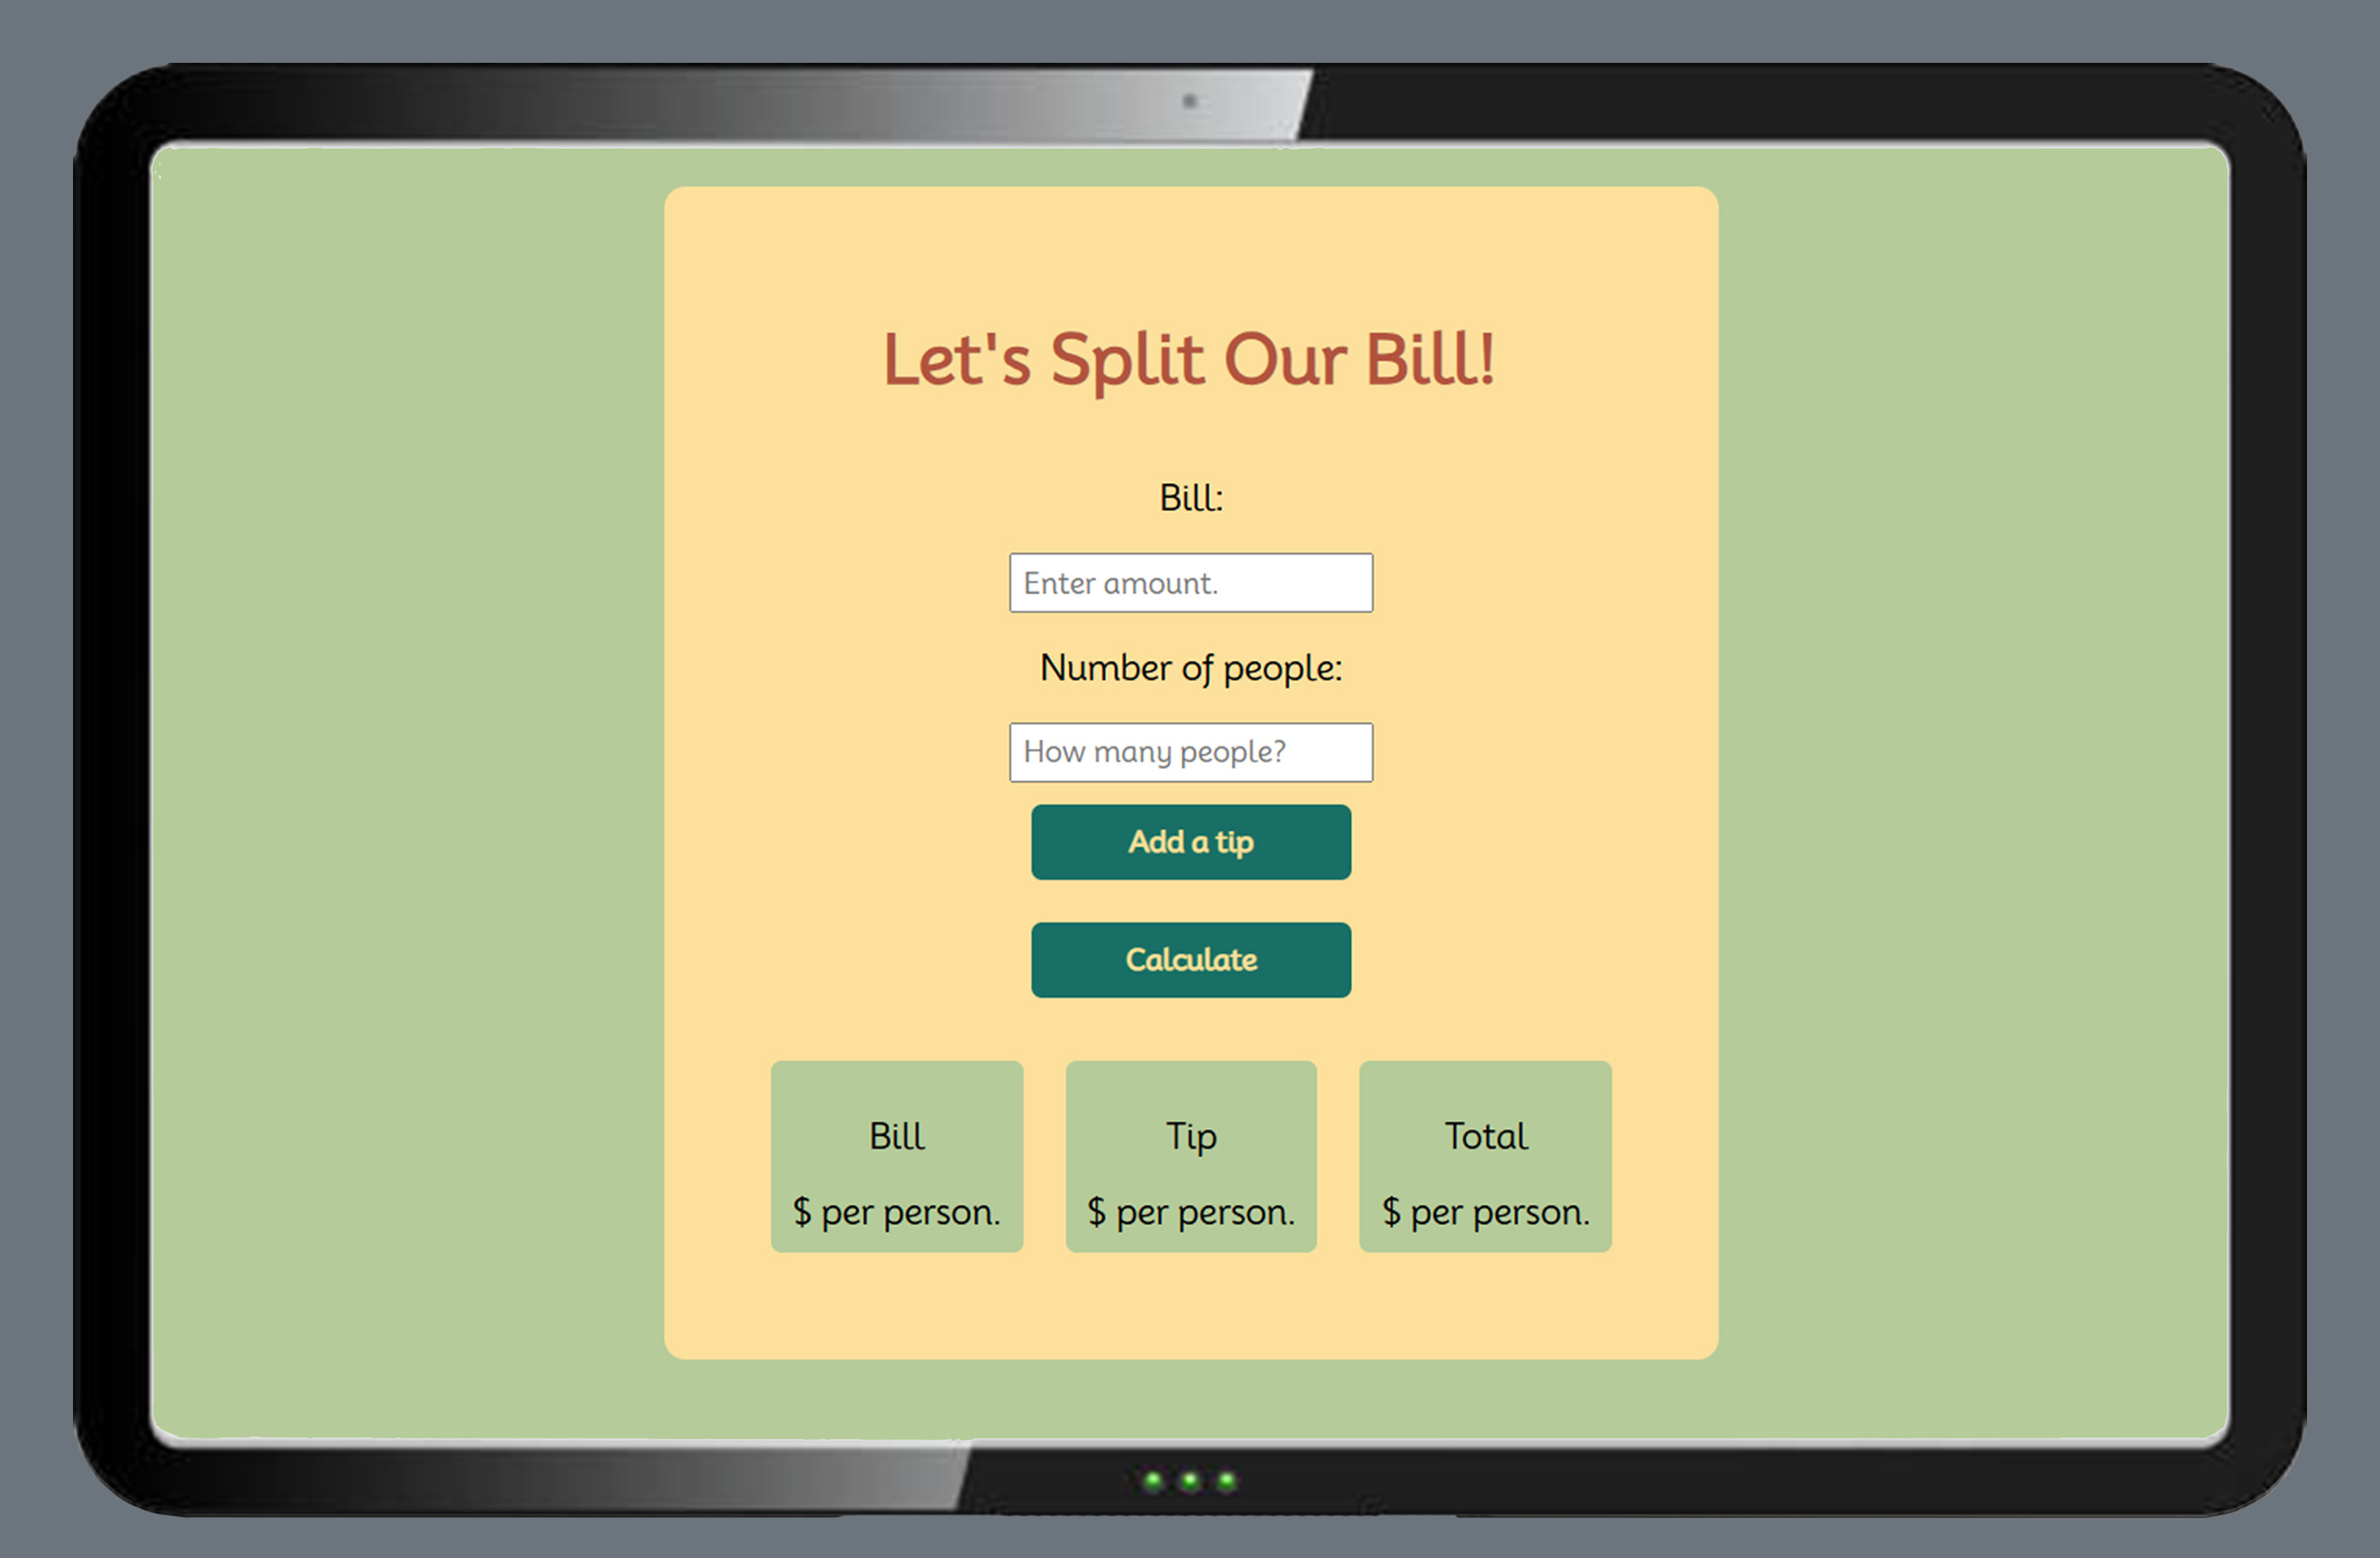 Let's Split Our Bill!
Bill:
Enter amount.
Number of people:
How many people?
Add a tip
Calculate
Bill
$ per person.
Tip
$ per person.
Total
$ per person.